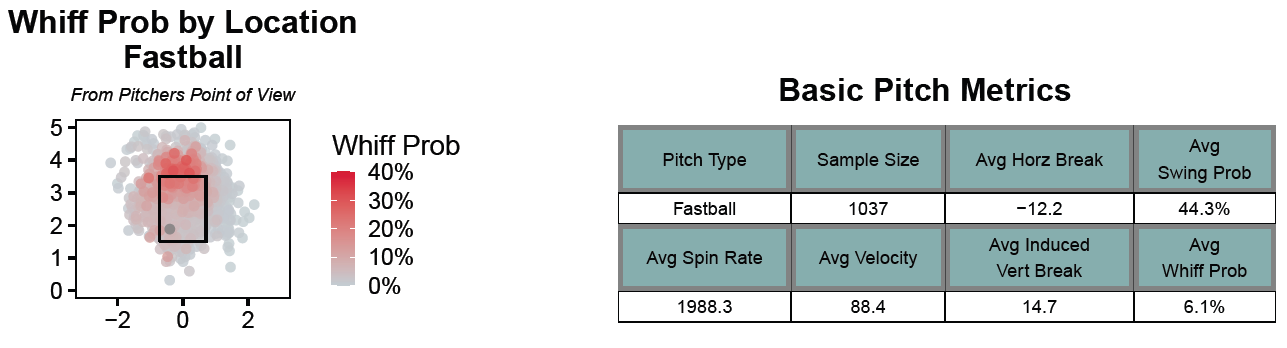 Whiff Prob by Location
Fastball
From Pitchers Point of View
5
4
3
2
1
0
−2 0 2
Whiff Prob
40%
30%
20%
10%
0%
Basic Pitch Metrics
Pitch Type Sample Size Avg Horz Break Avg
Swing Prob
Fastball 1037 −12.2 44.3%
Avg Spin Rate Avg Velocity Avg Induced
Vert Break Avg
Whiff Prob
1988.3 88.4 14.7 6.1%